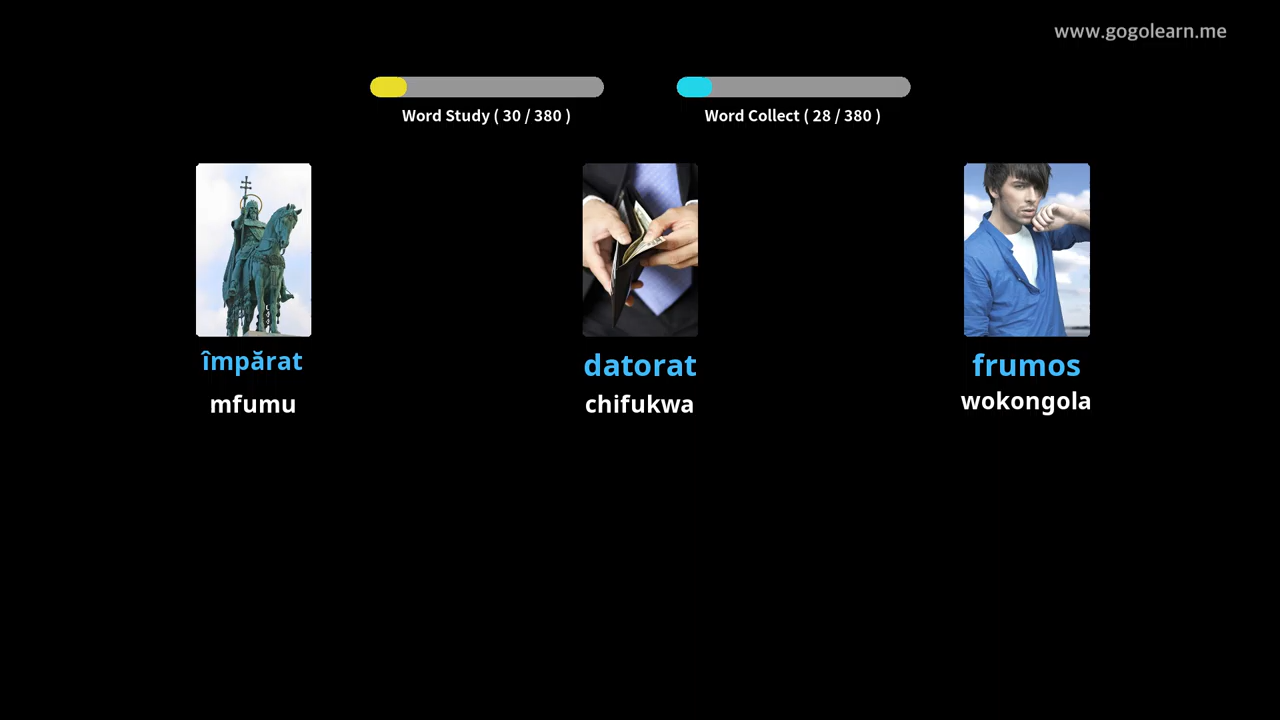 www.gogolearn.me
Word Study ( 30 / 380 )
Word Collect ( 28 / 380 )
împărat
datorat
frumos
mfumu
chifukwa
wokongola